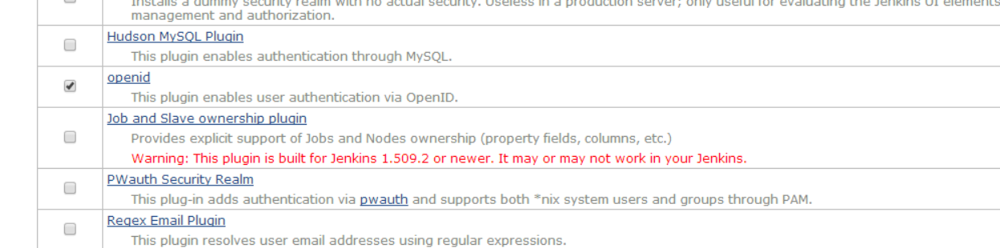 Installs a dummy security realm with no actual security. Useless in a production server; only useful for evaluating the Jenkins UI elements
management and authorization.
Hudson MySQL Plugin
This plugin enables authentication through MySQL.
openid
This plugin enables user authentication via OpenID.
Job and Slave ownership plugin
Provides explicit support of Jobs and Nodes ownership (property fields, columns, etc.)
Warning: This plugin is built for Jenkins 1.509.2 or newer. It may or may not work in your Jenkins.
PWauth Security Realm
This plug-in adds authentication via pwauth and supports both *nix system users and groups through PAM.
Regex Email Plugin
This plugin resolves user email addresses using regular expressions.